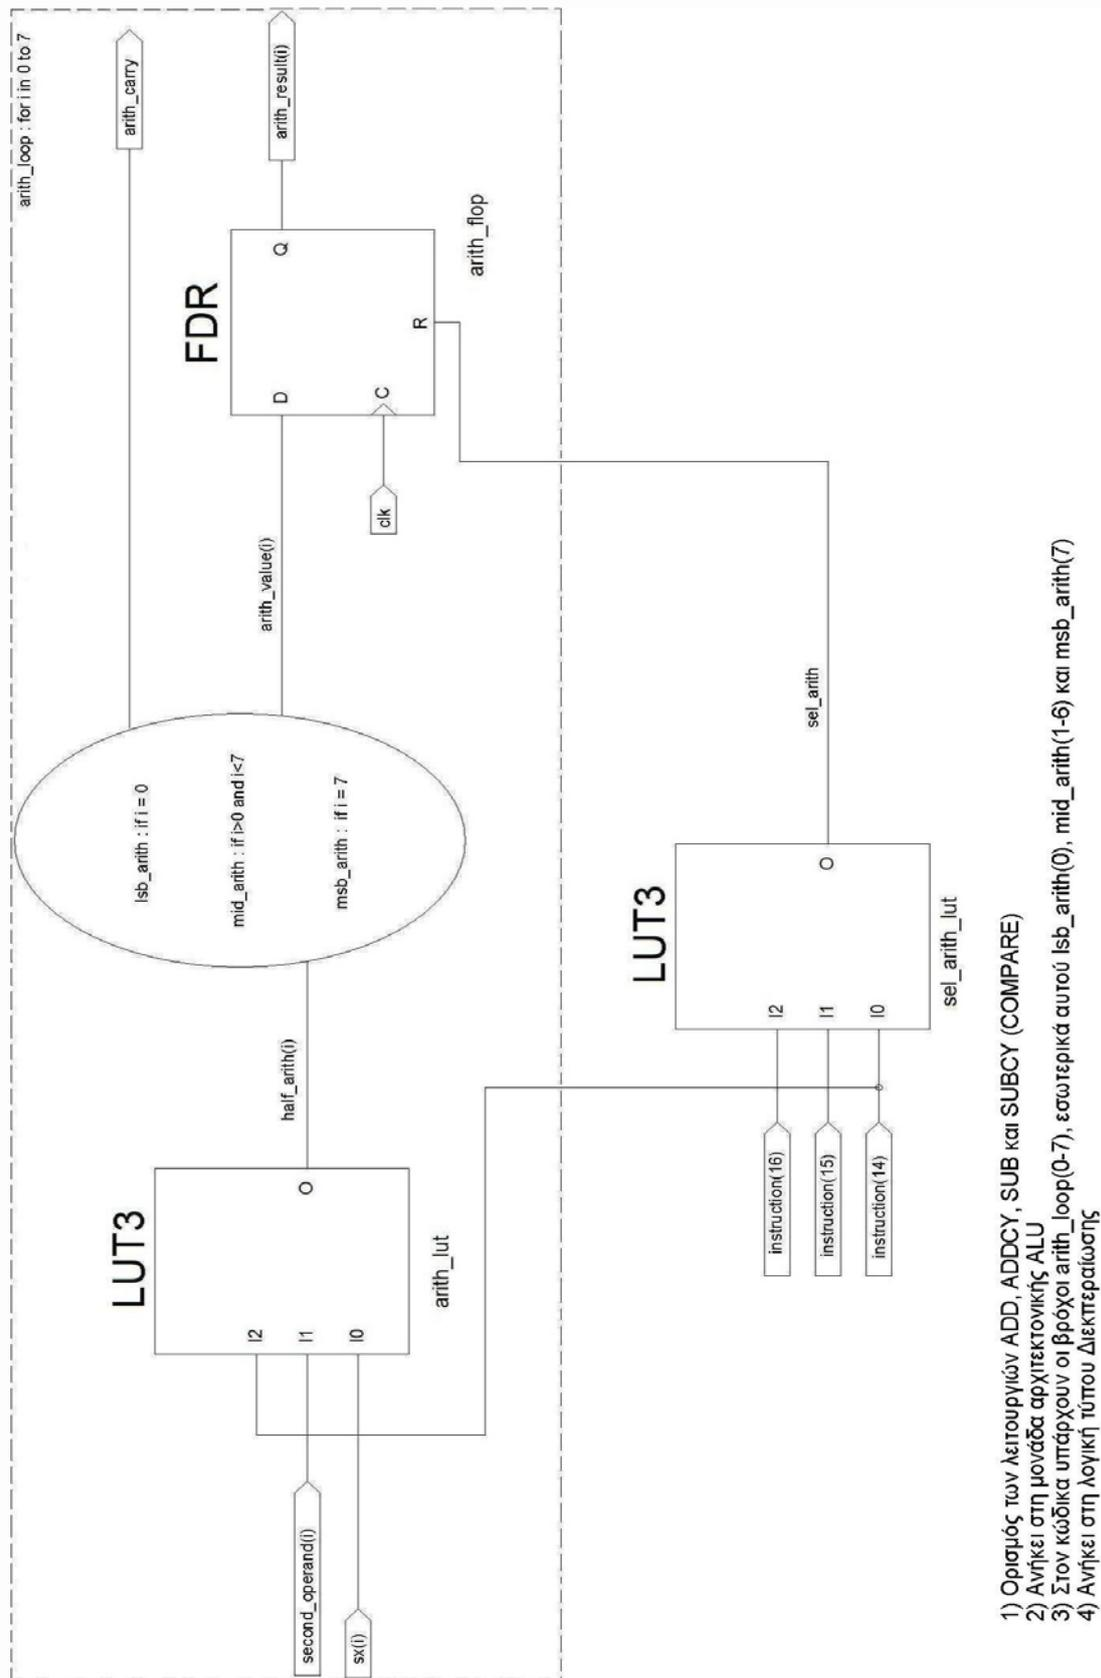 arith_loop : for i in 0 to 7
arith_carry
arith_result(i)
FDR
D
Q
C
R
arith_flop
clk
arith_value(i)
lsb_arith : if i = 0
mid_arith : if i>0 and i<7
msb_arith : if i = 7
half_arith(i)
LUT3
I2
I1
I0
O
arith_lut
second_operand(i)
sx(i)
sel_arith
LUT3
I2
I1
I0
O
sel_arith_lut
instruction(16)
instruction(15)
instruction(14)
1) Ορισμός των λειτουργιών ADD, ADDCY, SUB και SUBCY (COMPARE)
2) Ανήκει στη μονάδα αρχιτεκτονικής ALU
3) Στον κώδικα υπάρχουν οι βρόχοι arith_loop(0-7), εσωτερικά αυτού lsb_arith(0), mid_arith(1-6) και msb_arith(7)
4) Ανήκει στη λογική τύπου Διεκπεραίωσης